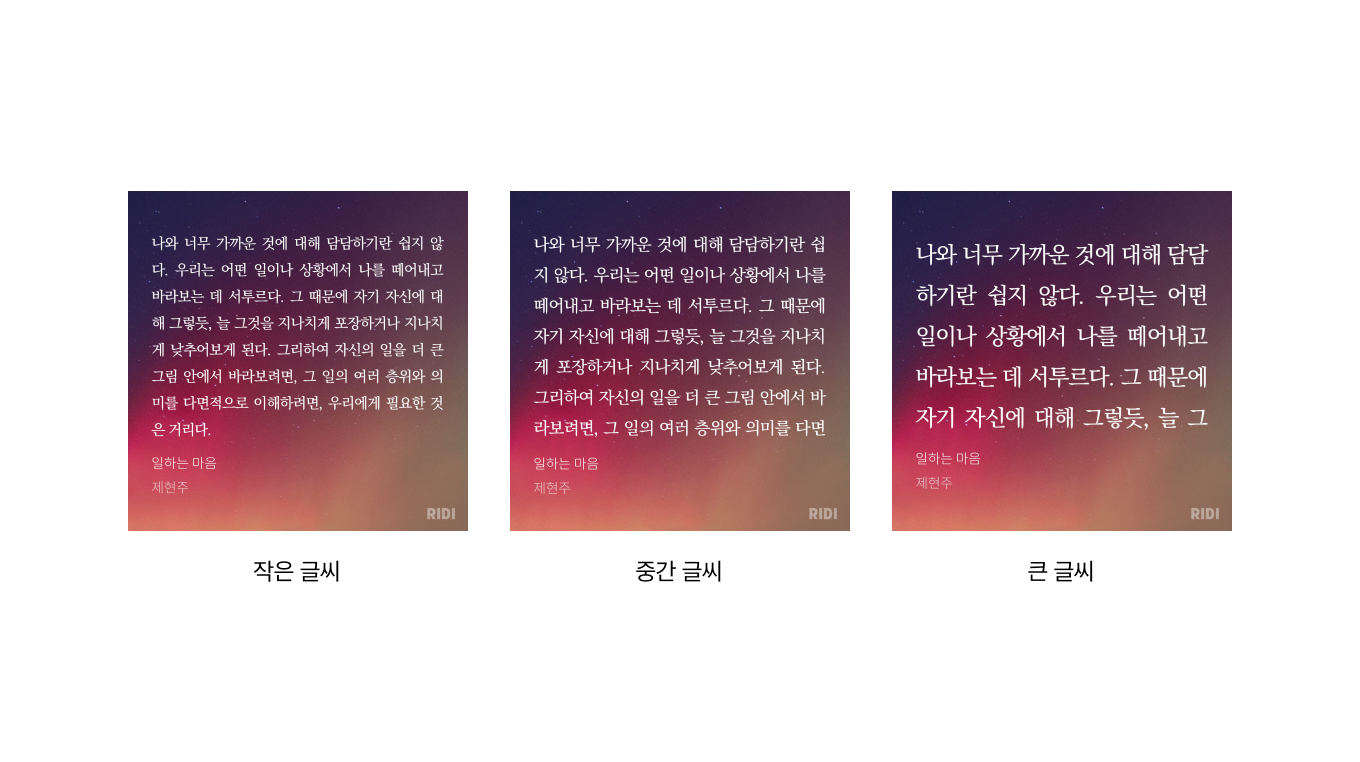 나와 너무 가까운 것에 대해 담담하기란 쉽지 않
다. 우리는 어떤 일이나 상황에서 나를 떼어내고
바라보는 데 서투르다. 그 때문에 자기 자신에 대
해 그렇듯, 늘 그것을 지나치게 포장하거나 지나치
게 낮추어보게 된다. 그리하여 자신의 일을 더 큰
그림 안에서 바라보려면, 그 일의 여러 층위와 의
미를 다면적으로 이해하려면, 우리에게 필요한 것
은 거리다.
일하는 마음
제현주
RIDI
작은 글씨
나와 너무 가까운 것에 대해 담담하기란 쉽
지 않다. 우리는 어떤 일이나 상황에서 나를
떼어내고 바라보는 데 서투르다. 그 때문에
자기 자신에 대해 그렇듯, 늘 그것을 지나치
게 포장하거나 지나치게 낮추어보게 된다.
그리하여 자신의 일을 더 큰 그림 안에서 바
라보려면, 그 일의 여러 층위와 의미를 다면
일하는 마음
제현주
RIDI
중간 글씨
나와 너무 가까운 것에 대해 담담
하기란 쉽지 않다. 우리는 어떤
일이나 상황에서 나를 떼어내고
바라보는 데 서투르다. 그 때문에
자기 자신에 대해 그렇듯, 늘 그
일하는 마음
제현주
RIDI
큰 글씨